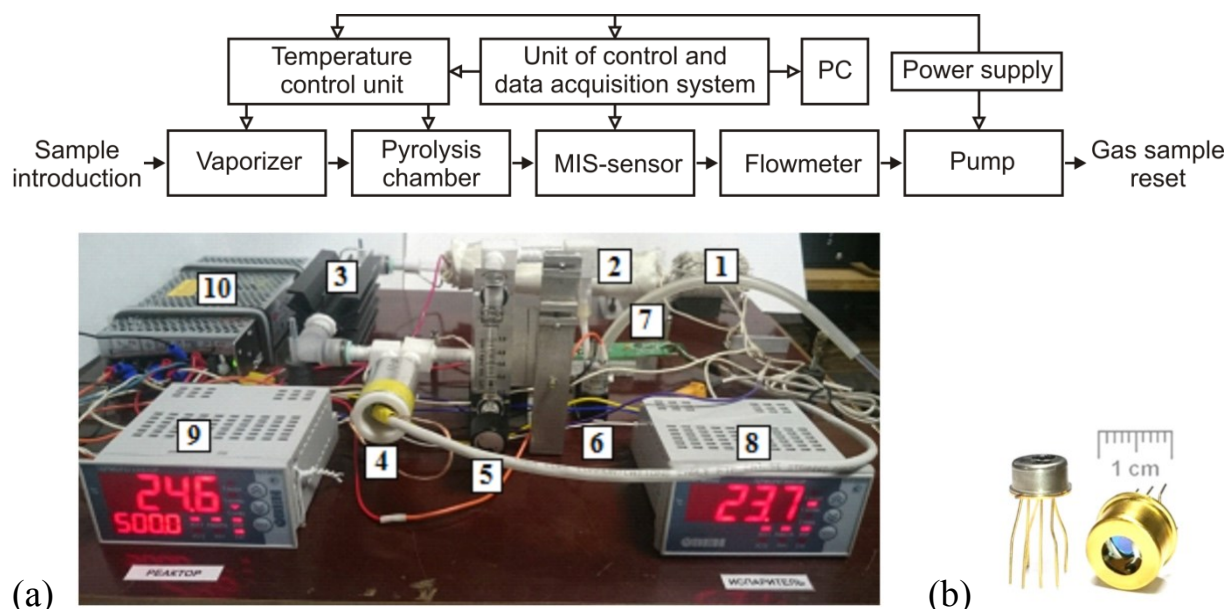 Temperature
control unit
Unit of control and
data acquisition system
PC
Power supply
Sample
introduction
Vaporizer
Pyrolysis
chamber
MIS-sensor
Flowmeter
Pump
Gas sample
reset
10
3
2
1
7
9
4
5
6
8
24.6
500.0
23.7
ОВЕН
РЕАКТОР
ИСПАРИТЕЛЬ
1 cm
(a)
(b)